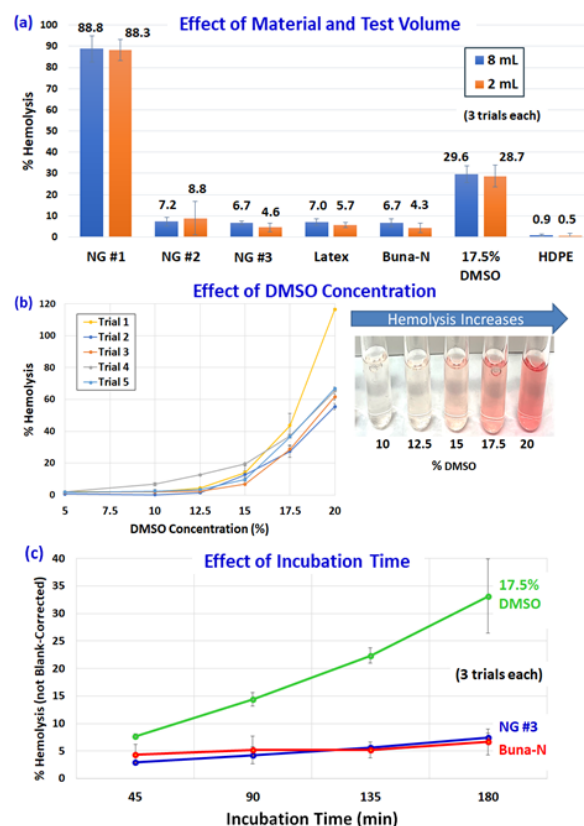 (a) Effect of Material and Test Volume
100
90
80
70
60
50
40
30
20
10
0
% Hemolysis
88.8 88.3
7.2 8.8
6.7 4.6
7.0 5.7
6.7 4.3
29.6 28.7
0.9 0.5
8 mL
2 mL
(3 trials each)
NG #1 NG #2 NG #3 Latex Buna-N 17.5% DMSO HDPE
(b) Effect of DMSO Concentration
120
100
80
60
40
20
0
% Hemolysis
Trial 1
Trial 2
Trial 3
Trial 4
Trial 5
5 7.5 10 12.5 15 17.5 20
DMSO Concentration (%)
Hemolysis Increases
10 12.5 15 17.5 20
% DMSO
(c) Effect of Incubation Time
40
35
30
25
20
15
10
5
0
% Hemolysis (not Blank-Corrected)
17.5%
DMSO
(3 trials each)
NG #3
Buna-N
45 90 135 180
Incubation Time (min)